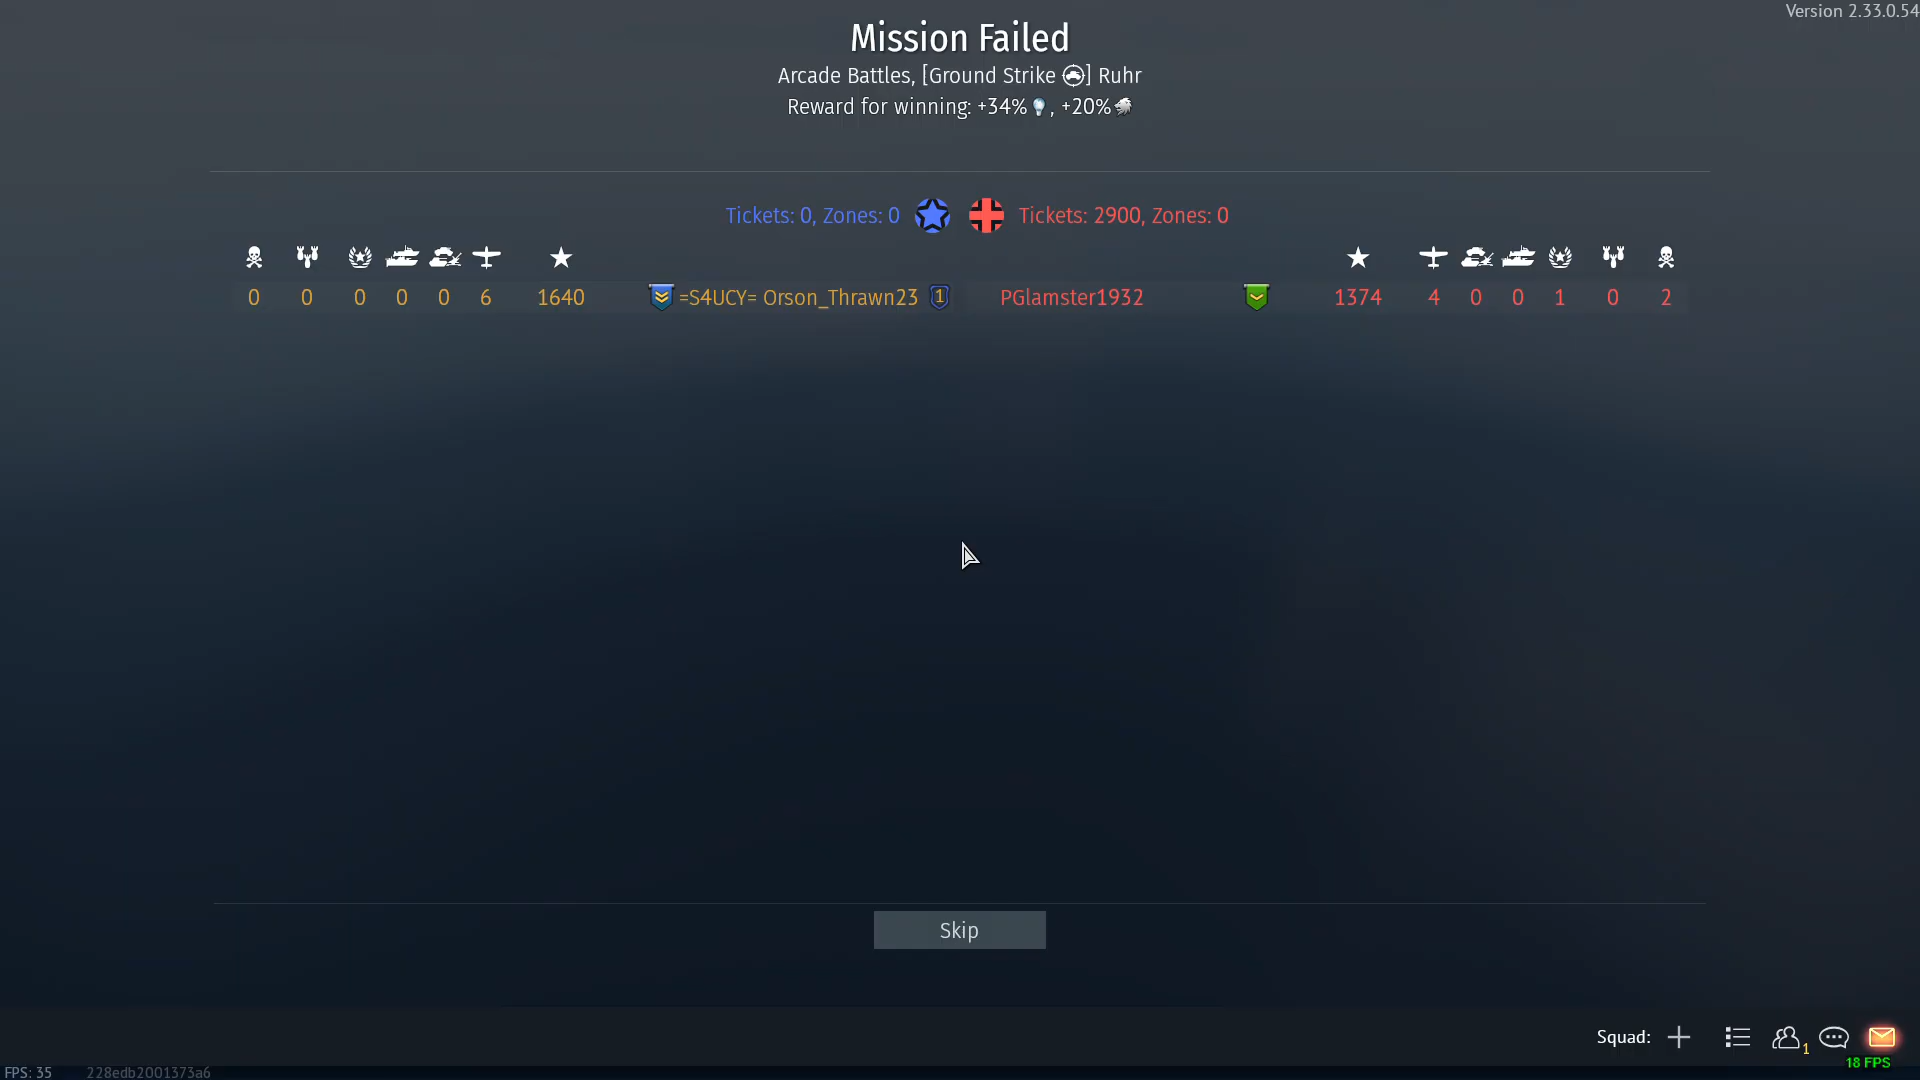 Version 2.33.0.54
Mission Failed
Arcade Battles, [Ground Strike ] Ruhr
Reward for winning: +34% , +20%
Tickets: 0, Zones: 0 Tickets: 2900, Zones: 0
0 0 0 0 0 6 1640 =S4UCY= Orson_Thrawn23 1 PGlamster1932 1374 4 0 0 1 0 2
Skip
Squad: 1
18 FPS
FPS: 35 228edb2001373a6